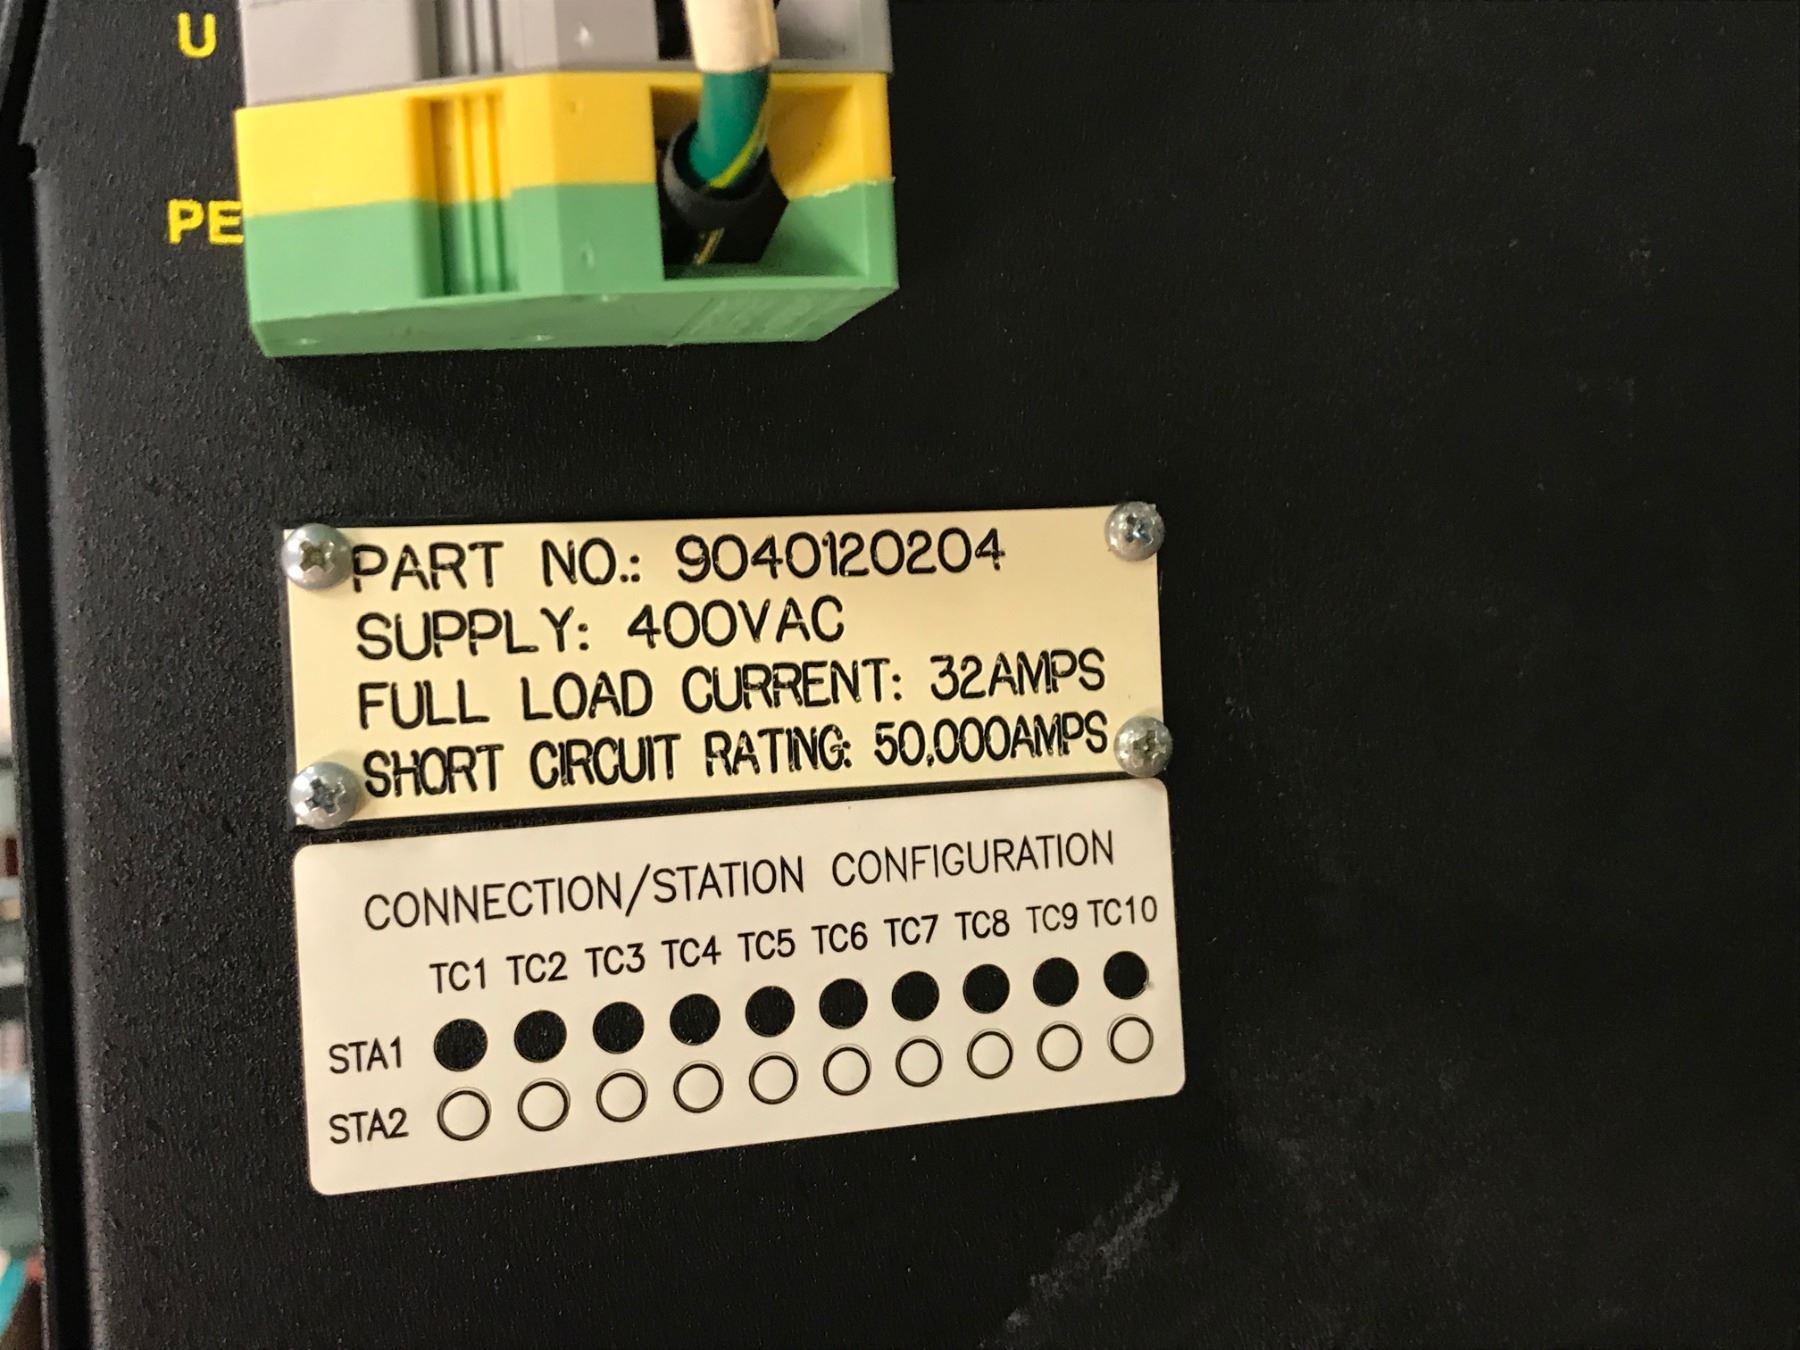 U
PE
PART NO.: 9040120204
SUPPLY: 400VAC
FULL LOAD CURRENT: 32AMPS
SHORT CIRCUIT RATING: 50,000AMPS
CONNECTION/STATION CONFIGURATION
TC1 TC2 TC3 TC4 TC5 TC6 TC7 TC8 TC9 TC10
STA1
STA2